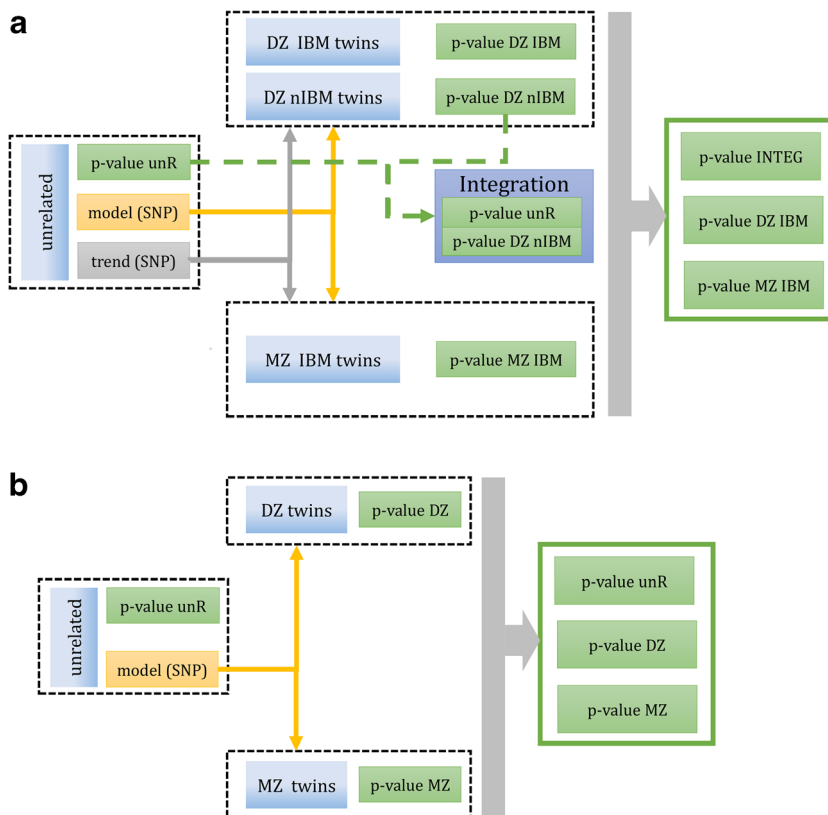 a
DZ IBM twins
p-value DZ IBM
DZ nIBM twins
p-value DZ nIBM
unrelated
p-value unR
model (SNP)
trend (SNP)
Integration
p-value unR
p-value DZ nIBM
p-value INTEG
p-value DZ IBM
p-value MZ IBM
MZ IBM twins
p-value MZ IBM
b
DZ twins
p-value DZ
unrelated
p-value unR
model (SNP)
p-value unR
p-value DZ
p-value MZ
MZ twins
p-value MZ